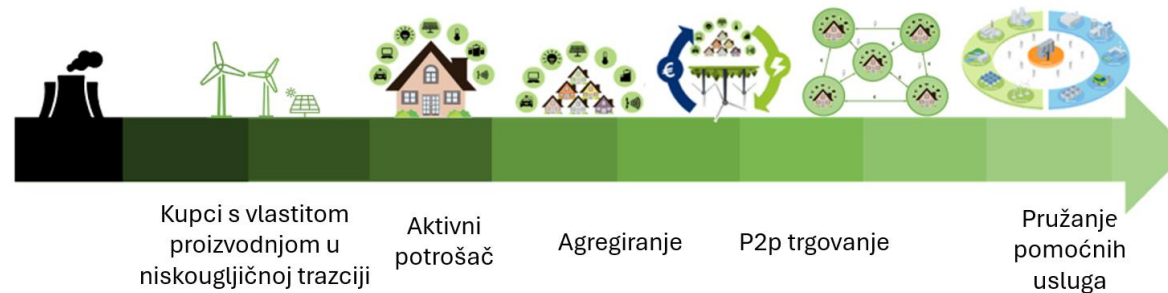 €
Kupci s vlastitom
proizvodnjom u
niskougljičnoj trazciji
Aktivni
potrošač
Agregiranje
P2p trgovanje
Pružanje
pomoćnih
usluga